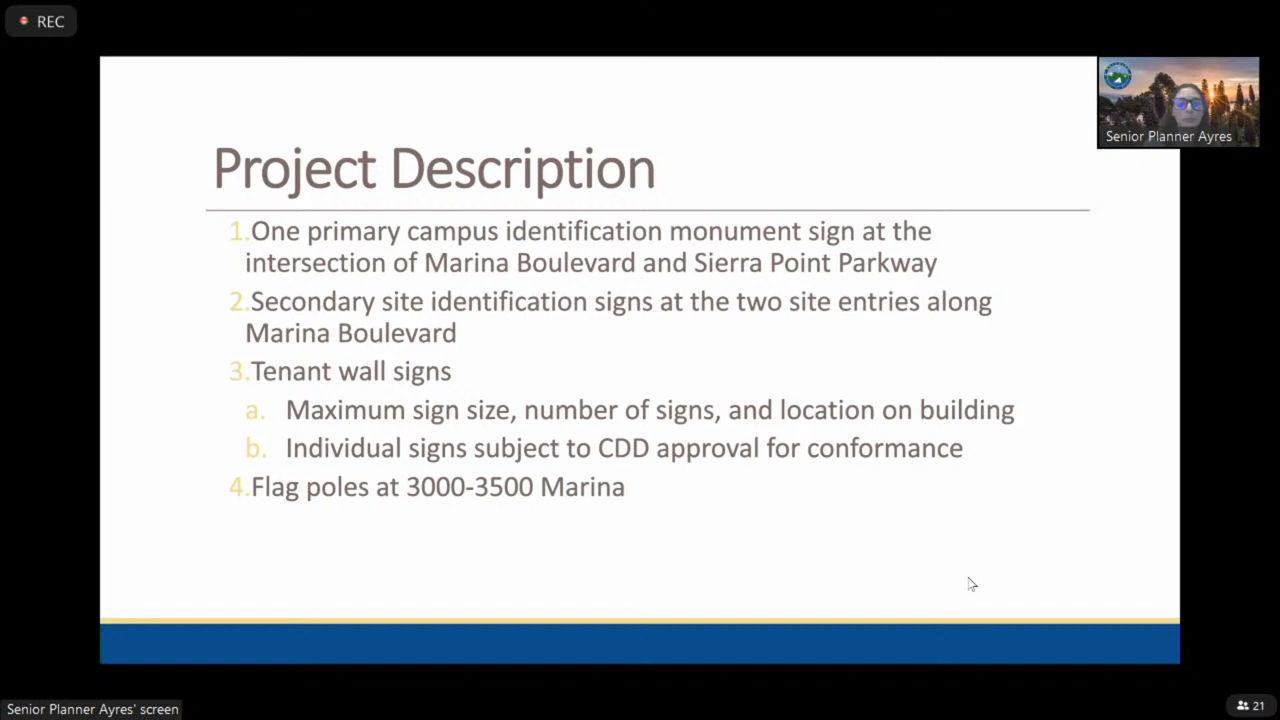 REC
Senior Planner Ayres
Project Description
1.One primary campus identification monument sign at the
intersection of Marina Boulevard and Sierra Point Parkway
2.Secondary site identification signs at the two site entries along
Marina Boulevard
3.Tenant wall signs
a. Maximum sign size, number of signs, and location on building
b. Individual signs subject to CDD approval for conformance
4.Flag poles at 3000-3500 Marina
Senior Planner Ayres' screen
21